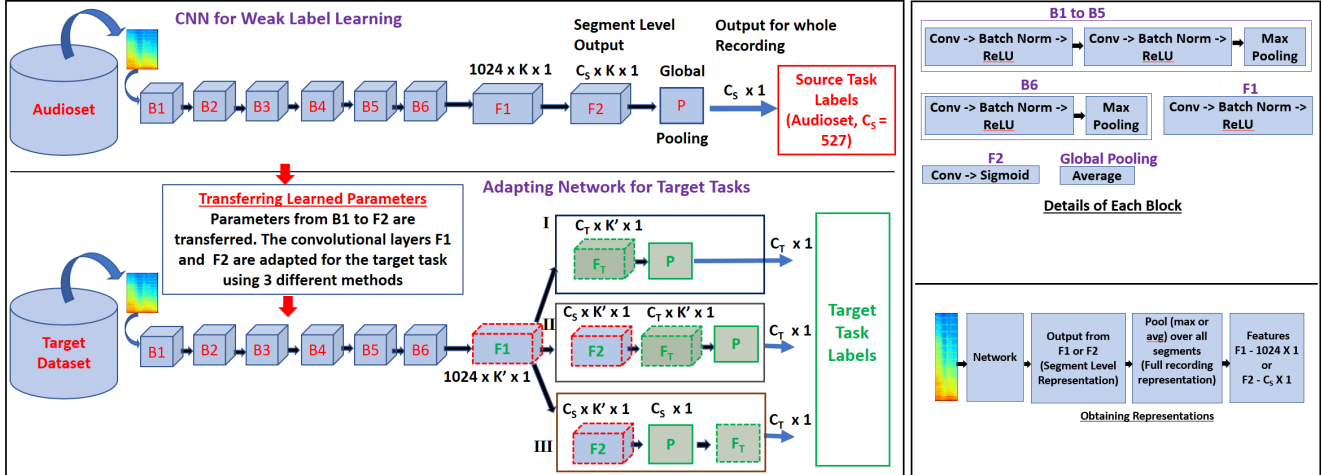 CNN for Weak Label Learning
Audioset
B1
B2
B3
B4
B5
B6
1024 x K x 1
F1
Segment Level
Output
C_S x K x 1
F2
Global
P
Pooling
Output for whole
Recording
C_S x 1
Source Task
Labels
(Audioset, C_S =
527)
Transferring Learned Parameters
Parameters from B1 to F2 are
transferred. The convolutional layers F1
and F2 are adapted for the target task
using 3 different methods
Adapting Network for Target Tasks
Target
Dataset
B1
B2
B3
B4
B5
B6
F1
1024 x K’ x 1
I
C_T x K’ x 1
F_T
P
C_T x 1
II
C_S x K’ x 1
C_T x K’ x 1
F2
F_T
P
C_T x 1
III
C_S x K’ x 1
C_S x 1
F2
P
F_T
C_T x 1
Target
Task
Labels
B1 to B5
Conv -> Batch Norm ->
ReLU
Conv -> Batch Norm ->
ReLU
Max
Pooling
B6
Conv -> Batch Norm ->
ReLU
Max
Pooling
F1
Conv -> Batch Norm ->
ReLU
F2
Conv -> Sigmoid
Global Pooling
Average
Details of Each Block
Network
Output from
F1 or F2
(Segment Level
Representation)
Pool (max or
avg) over all
segments
(Full recording
representation)
Features
F1 - 1024 X 1
or
F2 - C_S X 1
Obtaining Representations